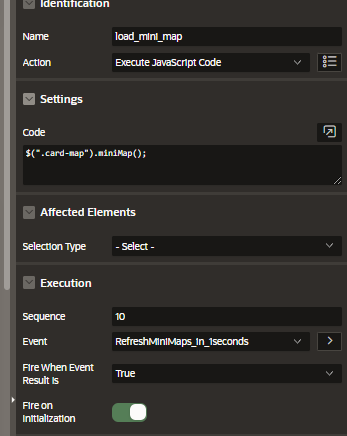 Identification
Name load_mini_map
Action Execute JavaScript Code
Settings
Code
$(".card-map").miniMap();
Affected Elements
Selection Type - Select -
Execution
Sequence 10
Event RefreshMiniMaps_in_1seconds
Fire When Event
Result Is True
Fire on
Initialization